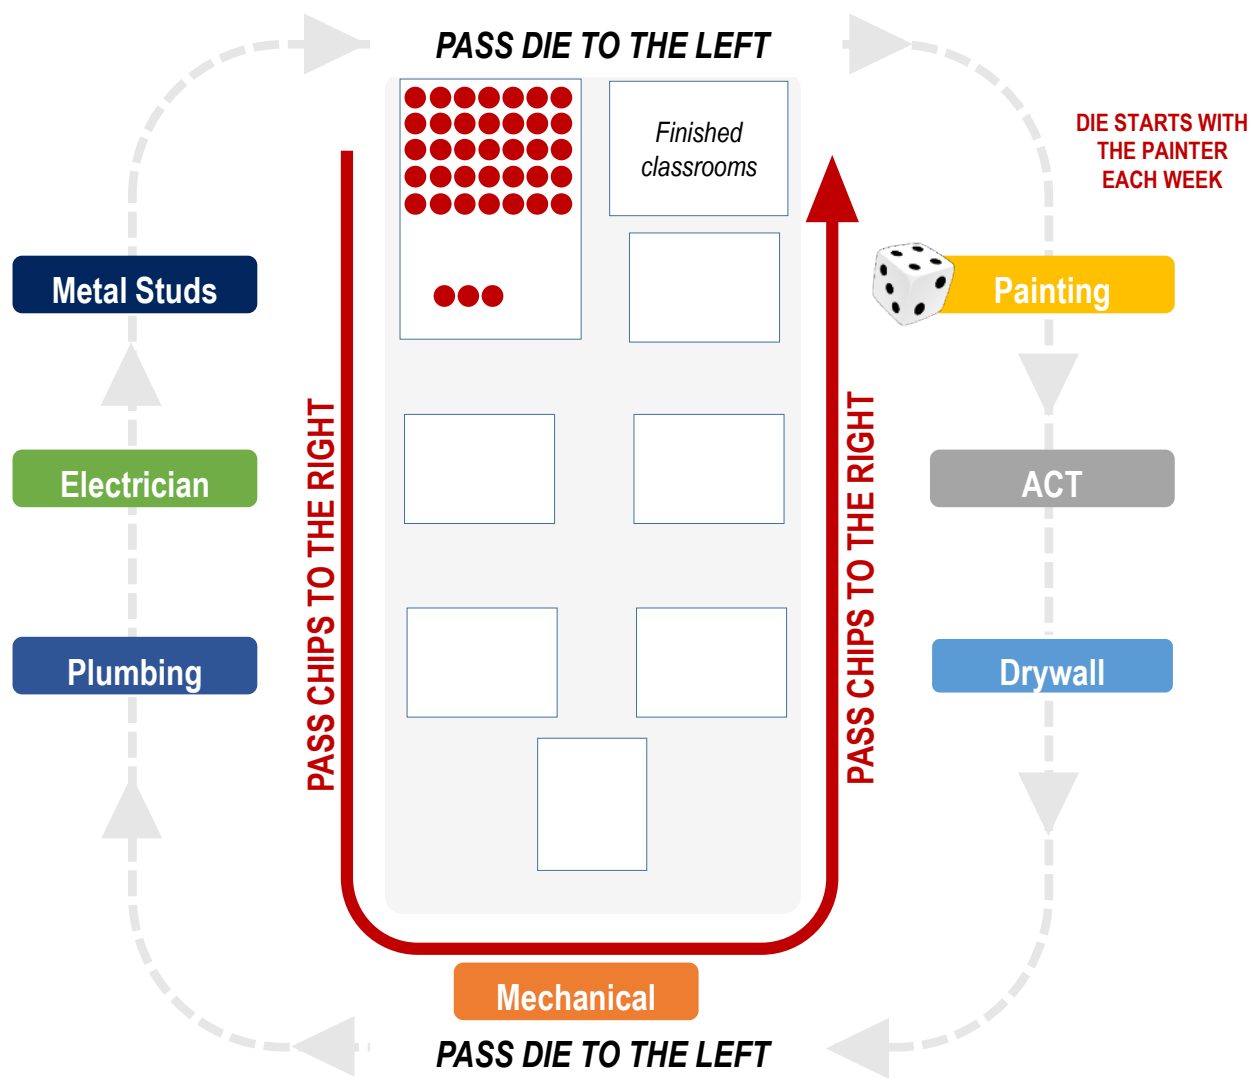 PASS DIE TO THE LEFT
Finished
classrooms
DIE STARTS WITH
THE PAINTER
EACH WEEK
Metal Studs
Painting
Electrician
ACT
PASS CHIPS TO THE RIGHT
PASS CHIPS TO THE RIGHT
Plumbing
Drywall
Mechanical
PASS DIE TO THE LEFT